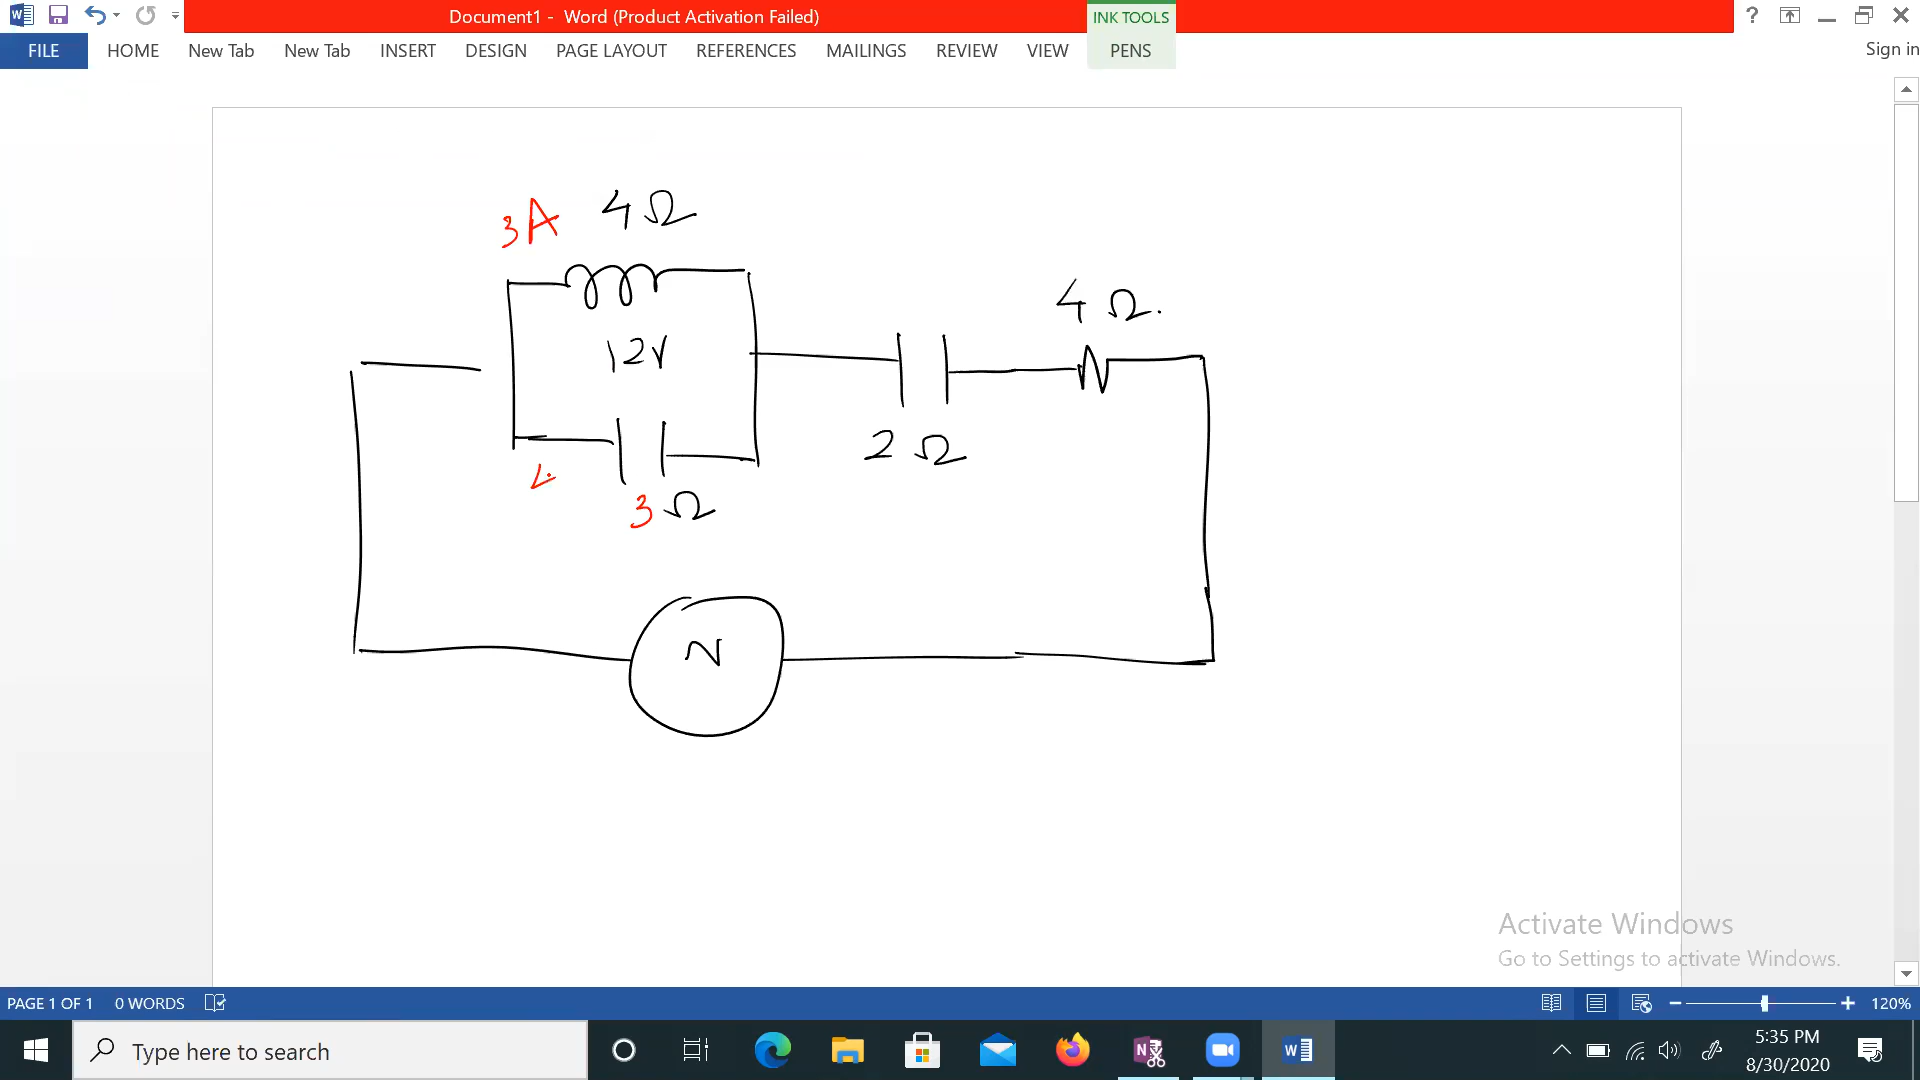 Document1 - Word (Product Activation Failed)
INK TOOLS
FILE HOME New Tab New Tab INSERT DESIGN PAGE LAYOUT REFERENCES MAILINGS REVIEW VIEW PENS
Sign in
3A 4Ω
12V
4Ω.
2Ω
3Ω
N
Activate Windows
Go to Settings to activate Windows.
PAGE 1 OF 1 0 WORDS
120%
Type here to search
5:35 PM
8/30/2020